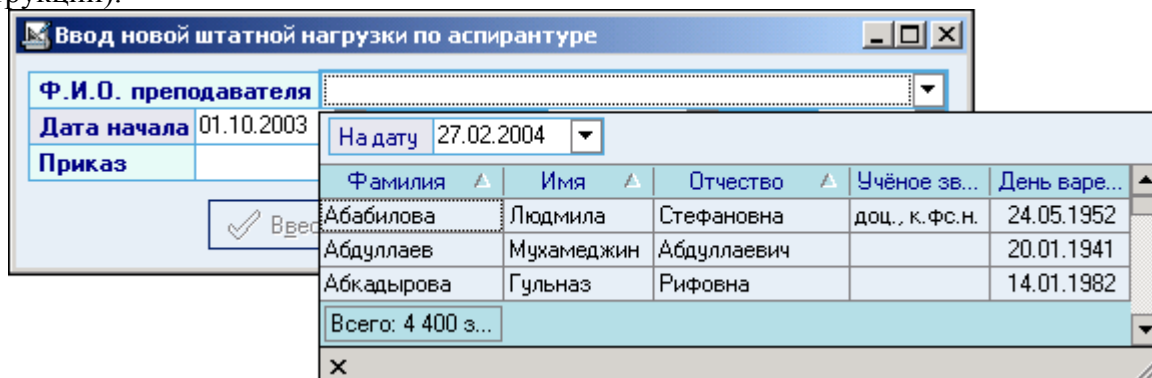 трукции).
Ввод новой штатной нагрузки по аспирантуре
Ф.И.О. преподавателя
Дата начала 01.10.2003
На дату 27.02.2004
Приказ
Фамилия Имя Отчество Учёное зв... День варе...
Абабилова Людмила Стефановна доц., к.фс.н. 24.05.1952
Абдуллаев Мухамеджин Абдуллаевич 20.01.1941
Абкадырова Гульназ Рифовна 14.01.1982
Всего: 4 400 з...